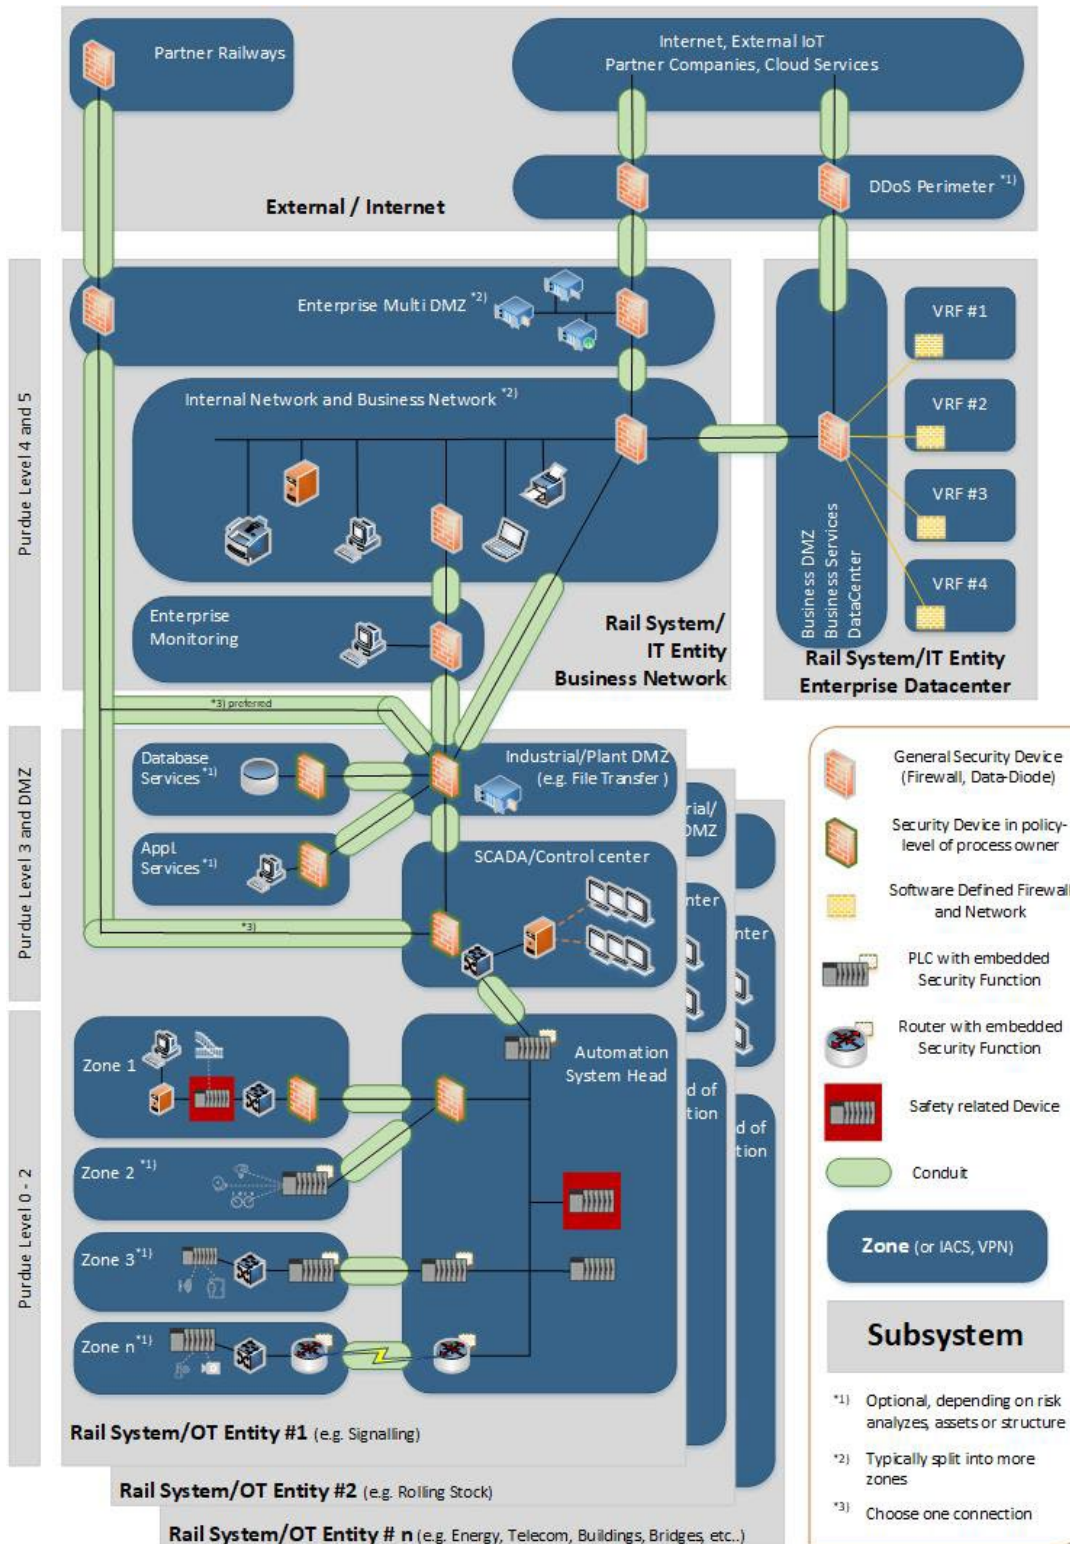 Partner Railways
Internet, External IoT
Partner Companies, Cloud Services
DDoS Perimeter *1)
External / Internet
Purdue Level 4 and 5
Enterprise Multi DMZ *2)
Internal Network and Business Network *2)
Enterprise
Monitoring
Rail System/
IT Entity
Business Network
VRF #1
VRF #2
VRF #3
VRF #4
Business DMZ
Business Services
DataCenter
Rail System/IT Entity
Enterprise Datacenter
Purdue Level 3 and DMZ
*3) preferred
Database
Services *1)
Industrial/Plant DMZ
(e.g. File Transfer )
Appl.
Services *1)
SCADA/Control center
*3)
rial/
DMZ
nter
nter
Purdue Level 0 - 2
Zone 1
Zone 2 *1)
Zone 3 *1)
Zone n *1)
Automation
System Head
d of
tion
d of
tion
Rail System/OT Entity #1 (e.g. Signalling)
Rail System/OT Entity #2 (e.g. Rolling Stock)
Rail System/OT Entity # n (e.g. Energy, Telecom, Buildings, Bridges, etc..)
General Security Device
(Firewall, Data-Diode)
Security Device in policy-
level of process owner
Software Defined Firewall
and Network
PLC with embedded
Security Function
Router with embedded
Security Function
Safety related Device
Conduit
Zone (or IACS, VPN)
Subsystem
*1) Optional, depending on risk
analyzes, assets or structure
*2) Typically split into more
zones
*3) Choose one connection